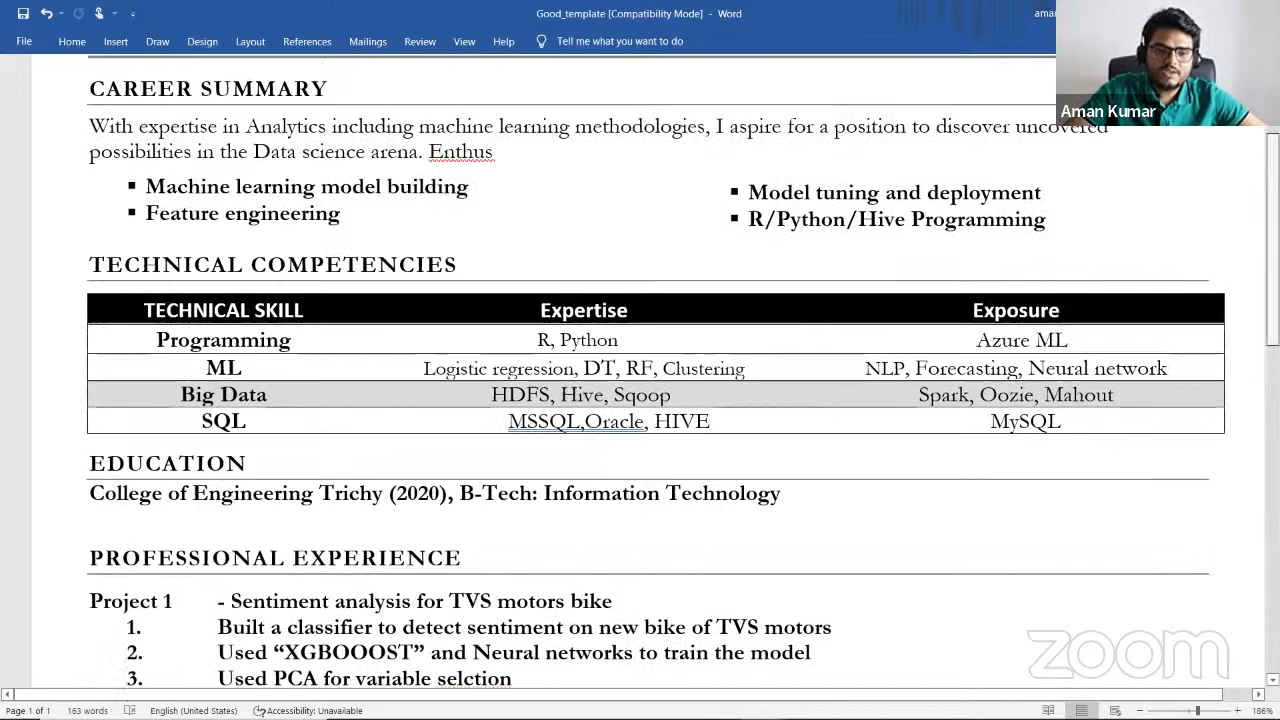 Good_template [Compatibility Mode] - Word
File Home Insert Draw Design Layout References Mailings Review View Help Tell me what you want to do
Aman Kumar
CAREER SUMMARY
With expertise in Analytics including machine learning methodologies, I aspire for a position to discover uncovered
possibilities in the Data science arena. Enthus
Machine learning model building
Feature engineering
Model tuning and deployment
R/Python/Hive Programming
TECHNICAL COMPETENCIES
TECHNICAL SKILL Expertise Exposure
Programming R, Python Azure ML
ML Logistic regression, DT, RF, Clustering NLP, Forecasting, Neural network
Big Data HDFS, Hive, Sqoop Spark, Oozie, Mahout
SQL MSSQL,Oracle, HIVE MySQL
EDUCATION
College of Engineering Trichy (2020), B-Tech: Information Technology
PROFESSIONAL EXPERIENCE
Project 1 - Sentiment analysis for TVS motors bike
1. Built a classifier to detect sentiment on new bike of TVS motors
2. Used “XGBOOOST” and Neural networks to train the model
3. Used PCA for variable selction
zoom
Page 1 of 1 163 words English (United States) Accessibility: Unavailable 186%